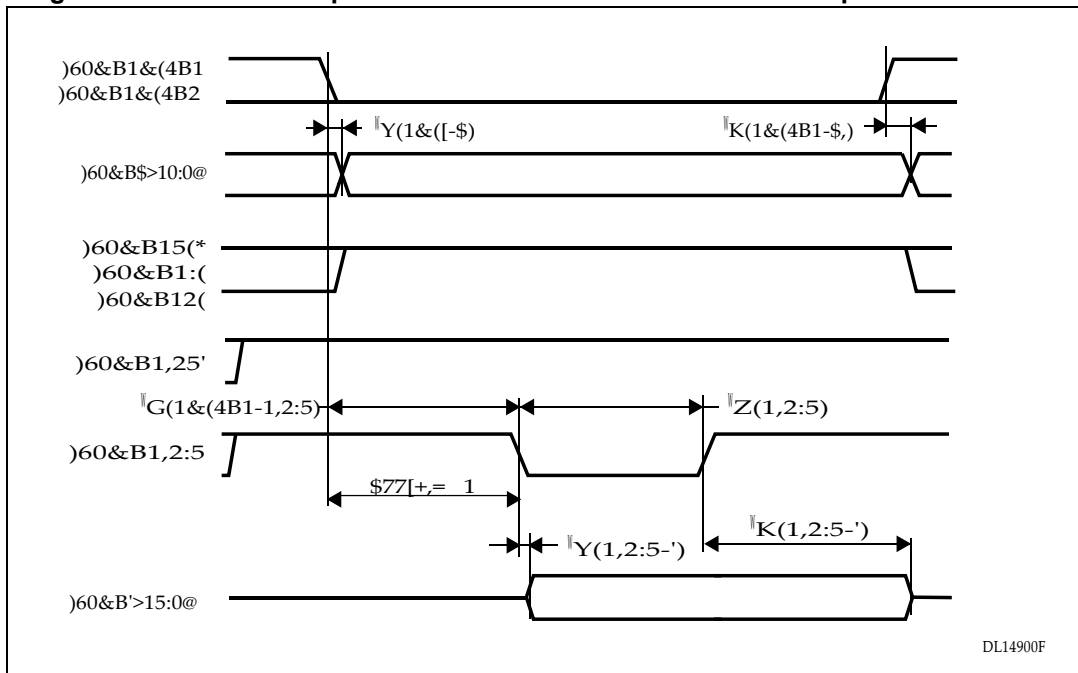 )60&B1&(4B1
)60&B1&(4B2
Y(1&([-$)
K(1&(4B1-$,)
)60&B$>10:0@
)60&B15(*
)60&B1:(
)60&B12(
)60&B1,25'
G(1&(4B1-1,2:5)
Z(1,2:5)
)60&B1,2:5
$77[+,= 1
K(1,2:5-')
Y(1,2:5-')
)60&B'>15:0@
DL14900F